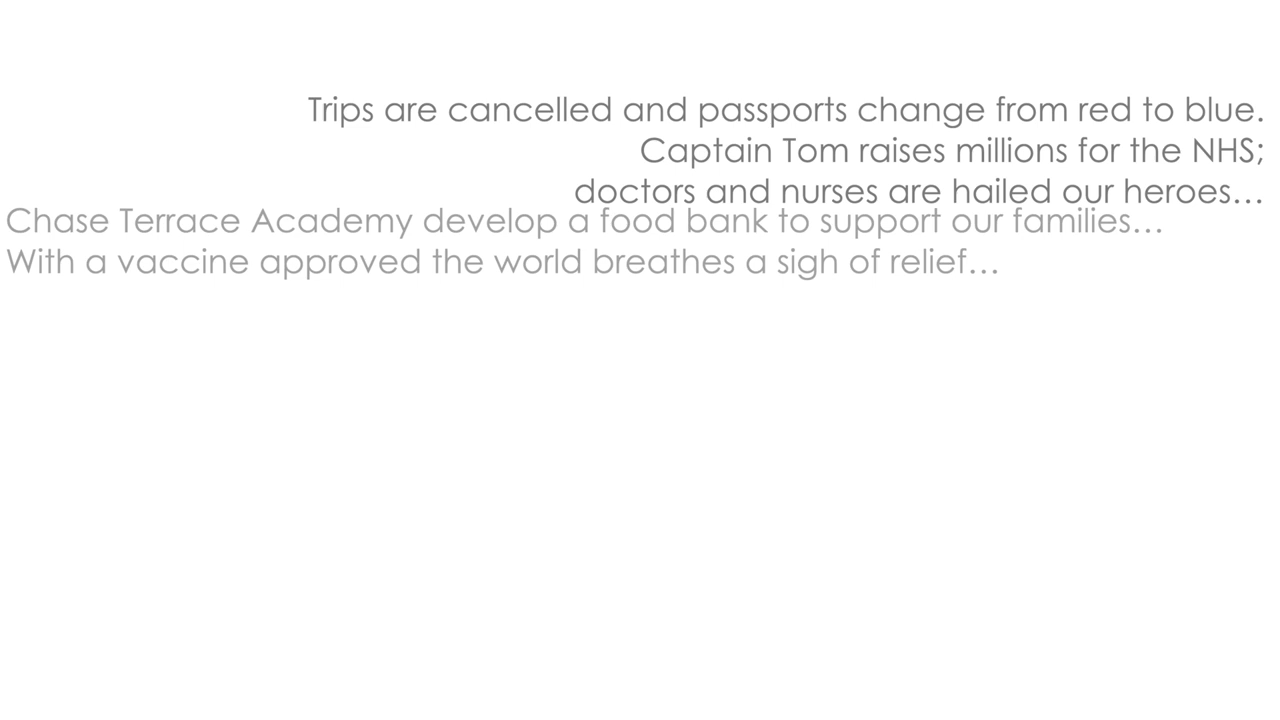 Trips are cancelled and passports change from red to blue.
Captain Tom raises millions for the NHS;
doctors and nurses are hailed our heroes…
Chase Terrace Academy develop a food bank to support our families…
With a vaccine approved the world breathes a sigh of relief…